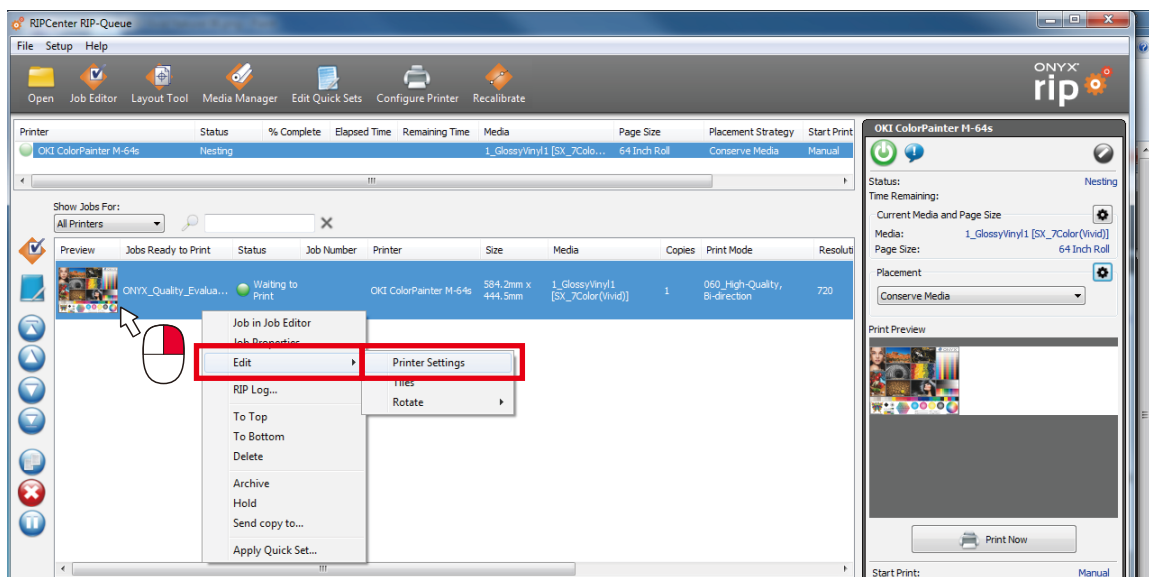 RIPCenter RIP-Queue
File Setup Help
ONYX
rip
Open Job Editor Layout Tool Media Manager Edit Quick Sets Configure Printer Recalibrate
Printer Status % Complete Elapsed Time Remaining Time Media Page Size Placement Strategy Start Print
OKI ColorPainter M-64s Nesting 1_GlossyVinyl1 [SX_7Colo... 64 Inch Roll Conserve Media Manual
Show Jobs For:
All Printers
Preview Jobs Ready to Print Status Job Number Printer Size Media Copies Print Mode Resoluti
ONYX_Quality_Evalua... Waiting to Print OKI ColorPainter M-64s 584.2mm x 444.5mm 1_GlossyVinyl1 [SX_7Color(Vivid)] 1 060_High-Quality, Bi-direction 720
Job in Job Editor
Job Properties
Edit
Printer Settings
Tiles
Rotate
RIP Log...
To Top
To Bottom
Delete
Archive
Hold
Send copy to...
Apply Quick Set...
OKI ColorPainter M-64s
Status: Nesting
Time Remaining:
Current Media and Page Size
Media: 1_GlossyVinyl1 [SX_7Color(Vivid)]
Page Size: 64 Inch Roll
Placement
Conserve Media
Print Preview
Print Now
Start Print: Manual